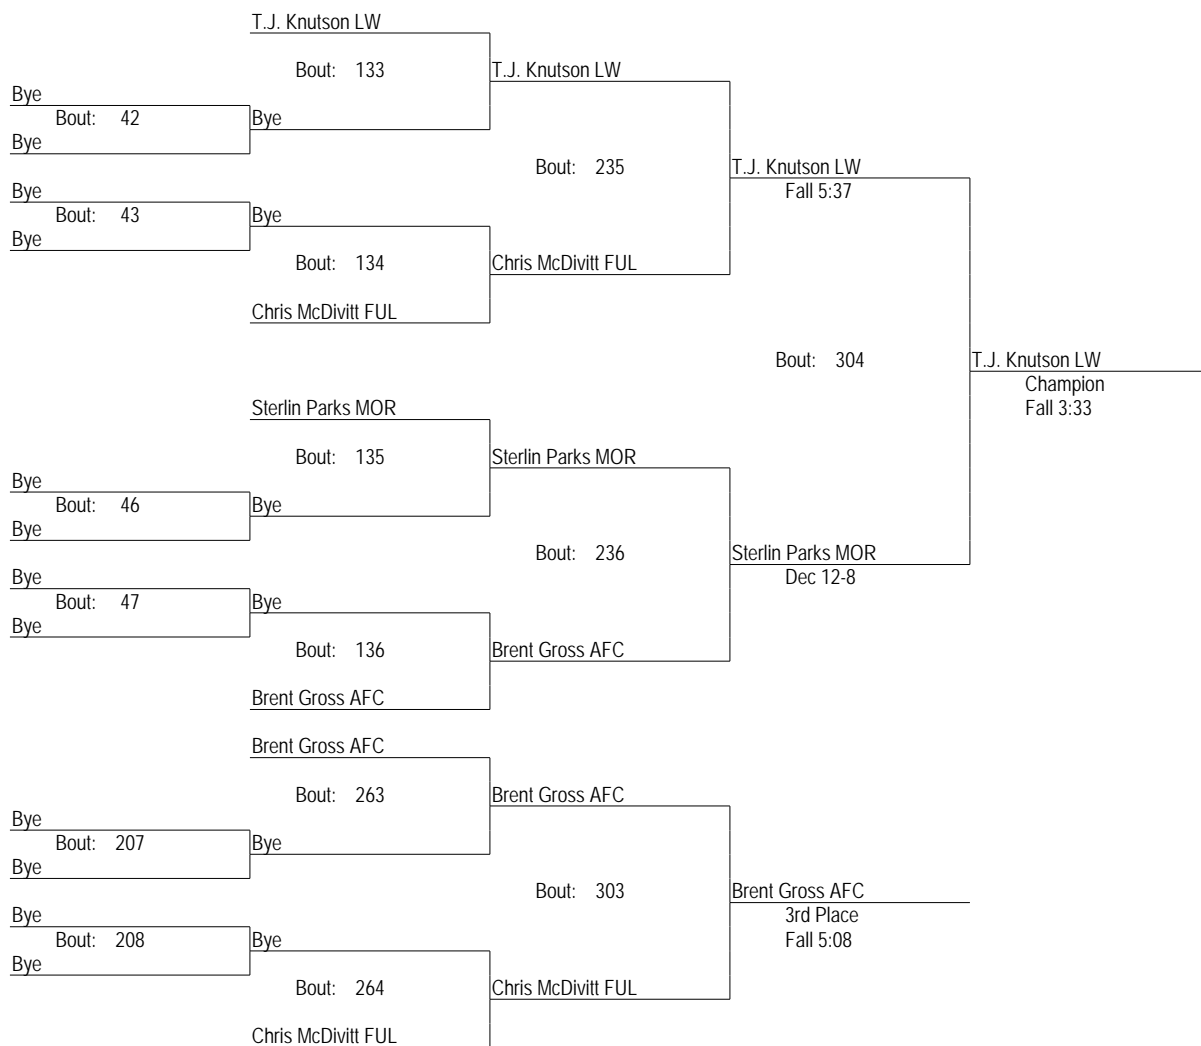 T.J. Knutson LW
Bout: 133
T.J. Knutson LW
Bye
Bout: 42
Bye
Bye
Bout: 235
T.J. Knutson LW
Fall 5:37
Bye
Bout: 43
Bye
Bye
Bout: 134
Chris McDivitt FUL
Chris McDivitt FUL
Bout: 304
T.J. Knutson LW
Champion
Fall 3:33
Sterlin Parks MOR
Bout: 135
Sterlin Parks MOR
Bye
Bout: 46
Bye
Bye
Bout: 236
Sterlin Parks MOR
Dec 12-8
Bye
Bout: 47
Bye
Bye
Bout: 136
Brent Gross AFC
Brent Gross AFC
Brent Gross AFC
Bout: 263
Brent Gross AFC
Bye
Bout: 207
Bye
Bye
Bout: 303
Brent Gross AFC
3rd Place
Fall 5:08
Bye
Bout: 208
Bye
Bye
Bout: 264
Chris McDivitt FUL
Chris McDivitt FUL